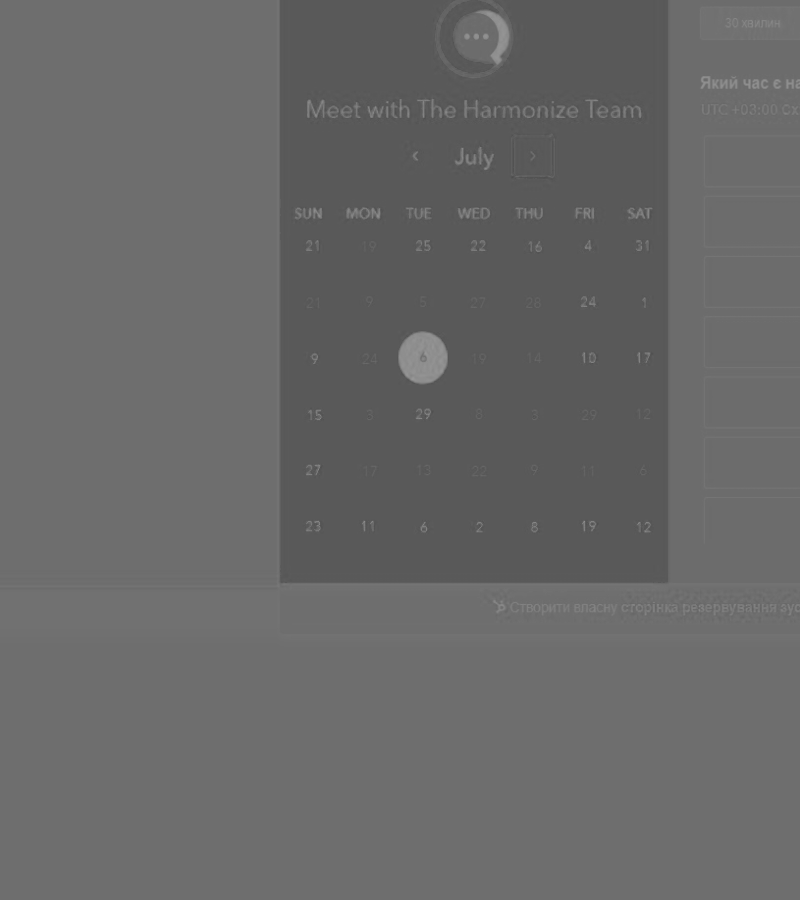 30 хвилин
Meet with The Harmonize Team
Який час є на
July
UTC +03:00 Сх
SUN MON TUE WED THU FRI SAT
21 19 25 22 16 4 31
21 9 5 27 28 24 1
9 24 6 19 14 10 17
15 3 29 8 3 29 12
27 17 13 22 9 11 6
23 11 6 2 8 19 12
Створити власну сторінка резервування зус